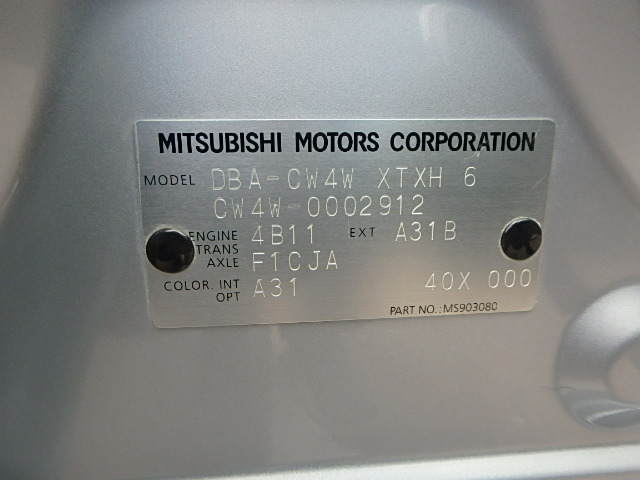 MITSUBISHI MOTORS CORPORATION
MODEL DBA-CW4W XTXH 6
CW4W-0002912
ENGINE 4B11 EXT A31B
TRANS
AXLE F1CJA
COLOR. INT A31 40X 000
OPT
PART NO.:MS903080